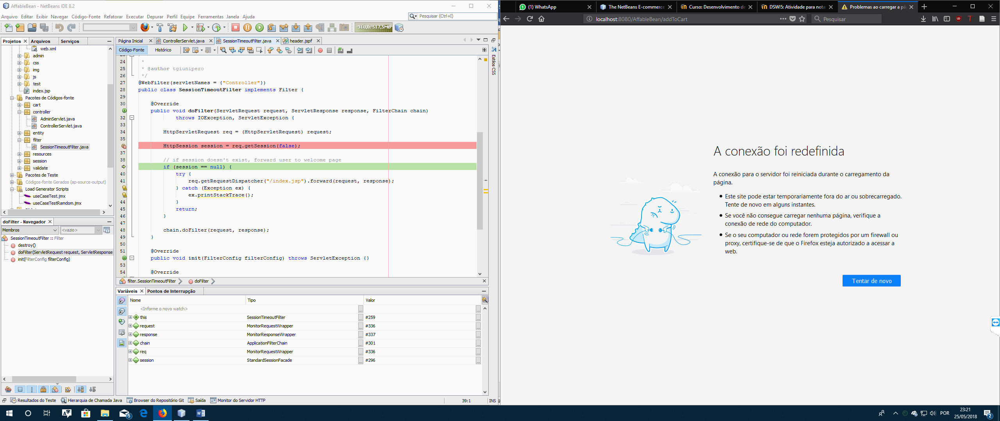 AffableBean - NetBeans IDE 8.2
Arquivo Editar Exibir Navegar Código-Fonte Refatorar Executar Depurar Perfil Equipe Ferramentas Janela Ajuda
Pesquisar (Ctrl+I)
310,0/517,5MB
Projetos Arquivos Serviços
web.xml
admin
css
img
js
test
index.jsp
Pacotes de Códigos-fonte
cart
controller
AdminServlet.java
ControllerServlet.java
entity
filter
SessionTimeoutFilter.java
resources
session
validate
Pacotes de Teste
Códigos-fonte Gerados (ap-source-output)
Load Generator Scripts
useCaseTest.jmx
useCaseTestRamdom.jmx
doFilter - Navegador
Membros <vazio>
SessionTimeoutFilter :: Filter
destroy()
doFilter(ServletRequest request, ServletResponse
init(FilterConfig filterConfig)
Página Inicial ControllerServlet.java SessionTimeoutFilter.java header.jspf
Código-Fonte Histórico
Estilos CSS
24 *
25 * @author tgiunipero
26 */
27 @WebFilter(servletNames = {"Controller"})
28 public class SessionTimeoutFilter implements Filter {
29
30 @Override
public void doFilter(ServletRequest request, ServletResponse response, FilterChain chain)
32 throws IOException, ServletException {
33
34 HttpServletRequest req = (HttpServletRequest) request;
35
HttpSession session = req.getSession(false);
37
38 // if session doesn't exist, forward user to welcome page
if (session == null) {
40 try {
41 req.getRequestDispatcher("/index.jsp").forward(request, response);
} catch (Exception ex) {
ex.printStackTrace();
44 }
45 return;
46 }
47
48 chain.doFilter(request, response);
49 }
50
51 @Override
public void init(FilterConfig filterConfig) throws ServletException {}
53
54 @Override
filter.SessionTimeoutFilter doFilter
Variáveis Pontos de Interrupção
Nome Tipo Valor
<Informe o novo watch>
this SessionTimeoutFilter #259
request MonitorRequestWrapper #336
response MonitorResponseWrapper #337
chain ApplicationFilterChain #301
req MonitorRequestWrapper #336
session StandardSessionFacade #296
Resultados do Teste Hierarquia de Chamada Java Browser do Repositório Git Saída Monitor do Servidor HTTP
39:1 INS
(1) WhatsApp
The NetBeans E-commerce
Curso: Desenvolvimento de
DSWI5: Atividade para nota
Problemas ao carregar a pá
localhost:8080/AffableBean/addToCart
Pesquisar
A conexão foi redefinida
A conexão para o servidor foi reiniciada durante o carregamento da
página.
Este site pode estar temporariamente fora do ar ou sobrecarregado.
Tente de novo em alguns instantes.
Se você não consegue carregar nenhuma página, verifique a
conexão de rede do computador.
Se o seu computador ou rede forem protegidos por um firewall ou
proxy, certifique-se de que o Firefox esteja autorizado a acessar a
web.
Tentar de novo
5
POR
23:21
25/05/2018
2